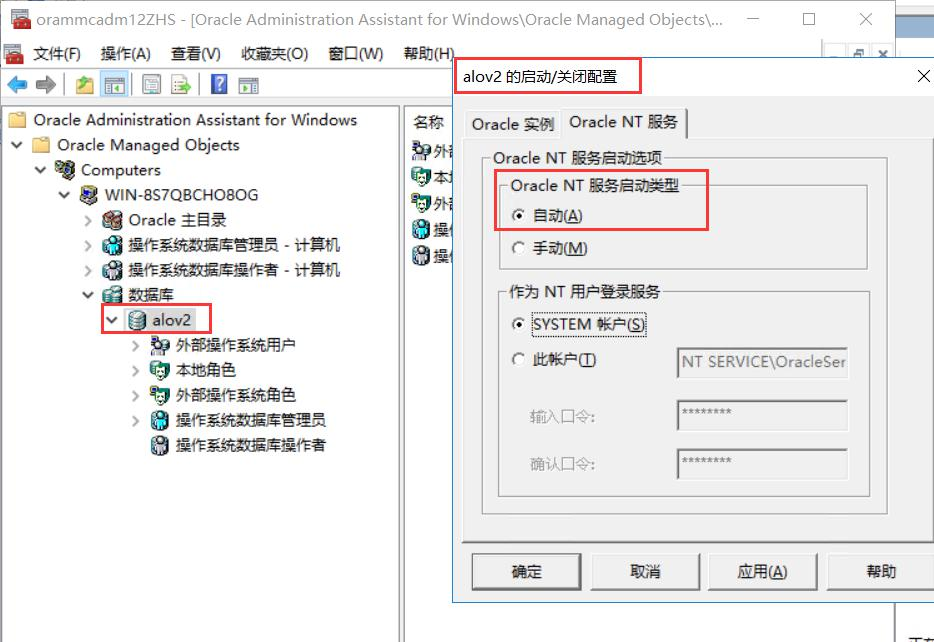 orammcadm12ZHS - [Oracle Administration Assistant for Windows\Oracle Managed Objects\...
文件(F) 操作(A) 查看(V) 收藏夹(O) 窗口(W) 帮助(H)
Oracle Administration Assistant for Windows
Oracle Managed Objects
Computers
WIN-8S7QBCHO8OG
Oracle 主目录
操作系统数据库管理员 - 计算机
操作系统数据库操作者 - 计算机
数据库
alov2
外部操作系统用户
本地角色
外部操作系统角色
操作系统数据库管理员
操作系统数据库操作者
名称
外
本
外
操
操
alov2 的启动/关闭配置
Oracle 实例 Oracle NT 服务
Oracle NT 服务启动选项
Oracle NT 服务启动类型
自动(A)
手动(M)
作为 NT 用户登录服务
SYSTEM 帐户(S)
此帐户(T) NT SERVICE\OracleSer
输入口令: ********
确认口令: ********
确定 取消 应用(A) 帮助